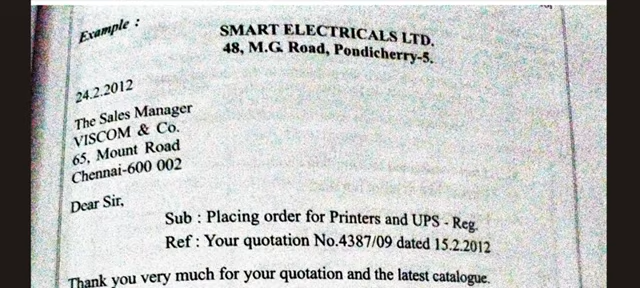 Example :
SMART ELECTRICALS LTD.
48, M.G. Road, Pondicherry-5.
24.2.2012
The Sales Manager
VISCOM & Co.
65, Mount Road
Chennai-600 002
Dear Sir,
Sub : Placing order for Printers and UPS - Reg.
Ref : Your quotation No.4387/09 dated 15.2.2012
Thank you very much for your quotation and the latest catalogue.